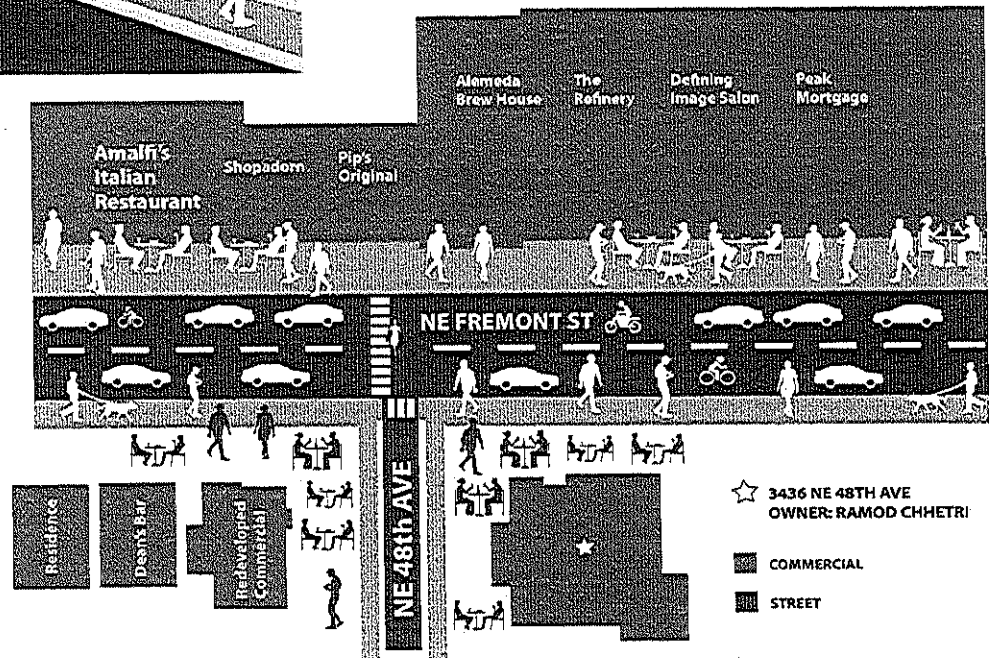 Alameda
Brew House
The
Refinery
Defining
Image Salon
Peak
Mortgage
Amalfi's
Italian
Restaurant
Shopadorn
Pip's
Original
NE FREMONT ST
NE 48th AVE
Residence
Dean's Bar
Redeveloped
Commercial
3436 NE 48TH AVE
OWNER: RAMOD CHHETRI
COMMERCIAL
STREET